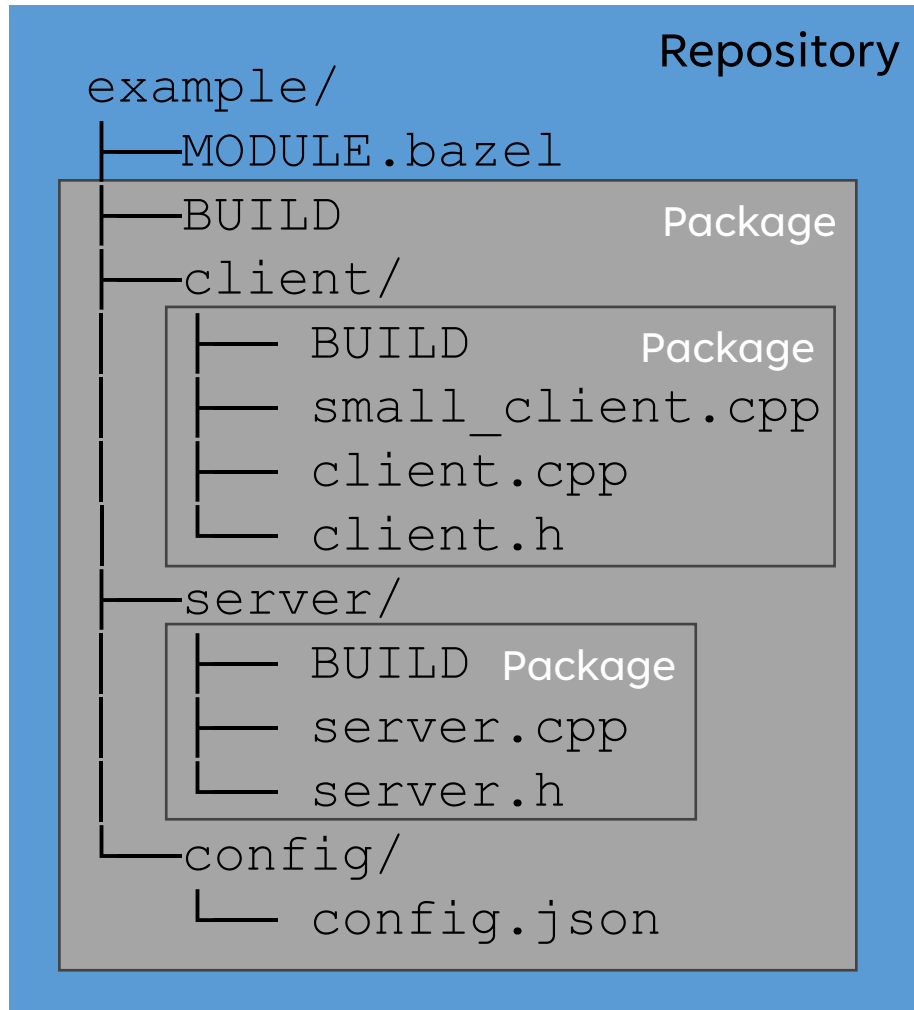 Repository
example/
MODULE.bazel
BUILD
Package
client/
BUILD
Package
small_client.cpp
client.cpp
client.h
server/
BUILD
Package
server.cpp
server.h
config/
config.json